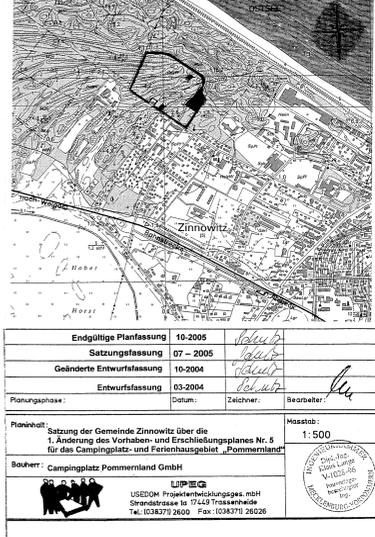 OSTSEE
Zinnowitz
Hoher
Horst
Endgültige Planfassung 10-2005
Satzungsfassung 07 – 2005
Geänderte Entwurfsfassung 10-2004
Entwurfsfassung 03-2004
Planungsphase: Datum: Zeichner: Bearbeiter:
Planinhalt: Masstab:
Satzung der Gemeinde Zinnowitz über die
1. Änderung des Vorhaben- und Erschließungsplanes Nr. 5
für das Campingplatz- und Ferienhausgebiet „Pommernland"
1: 500
Bauherr: Campingplatz Pommernland GmbH
UPEG
USEDOM Projektentwicklungsges. mbH
Strandstrasse 1a 17449 Trassenheide
Tel.:(038371) 2600 Fax:(038371) 26026